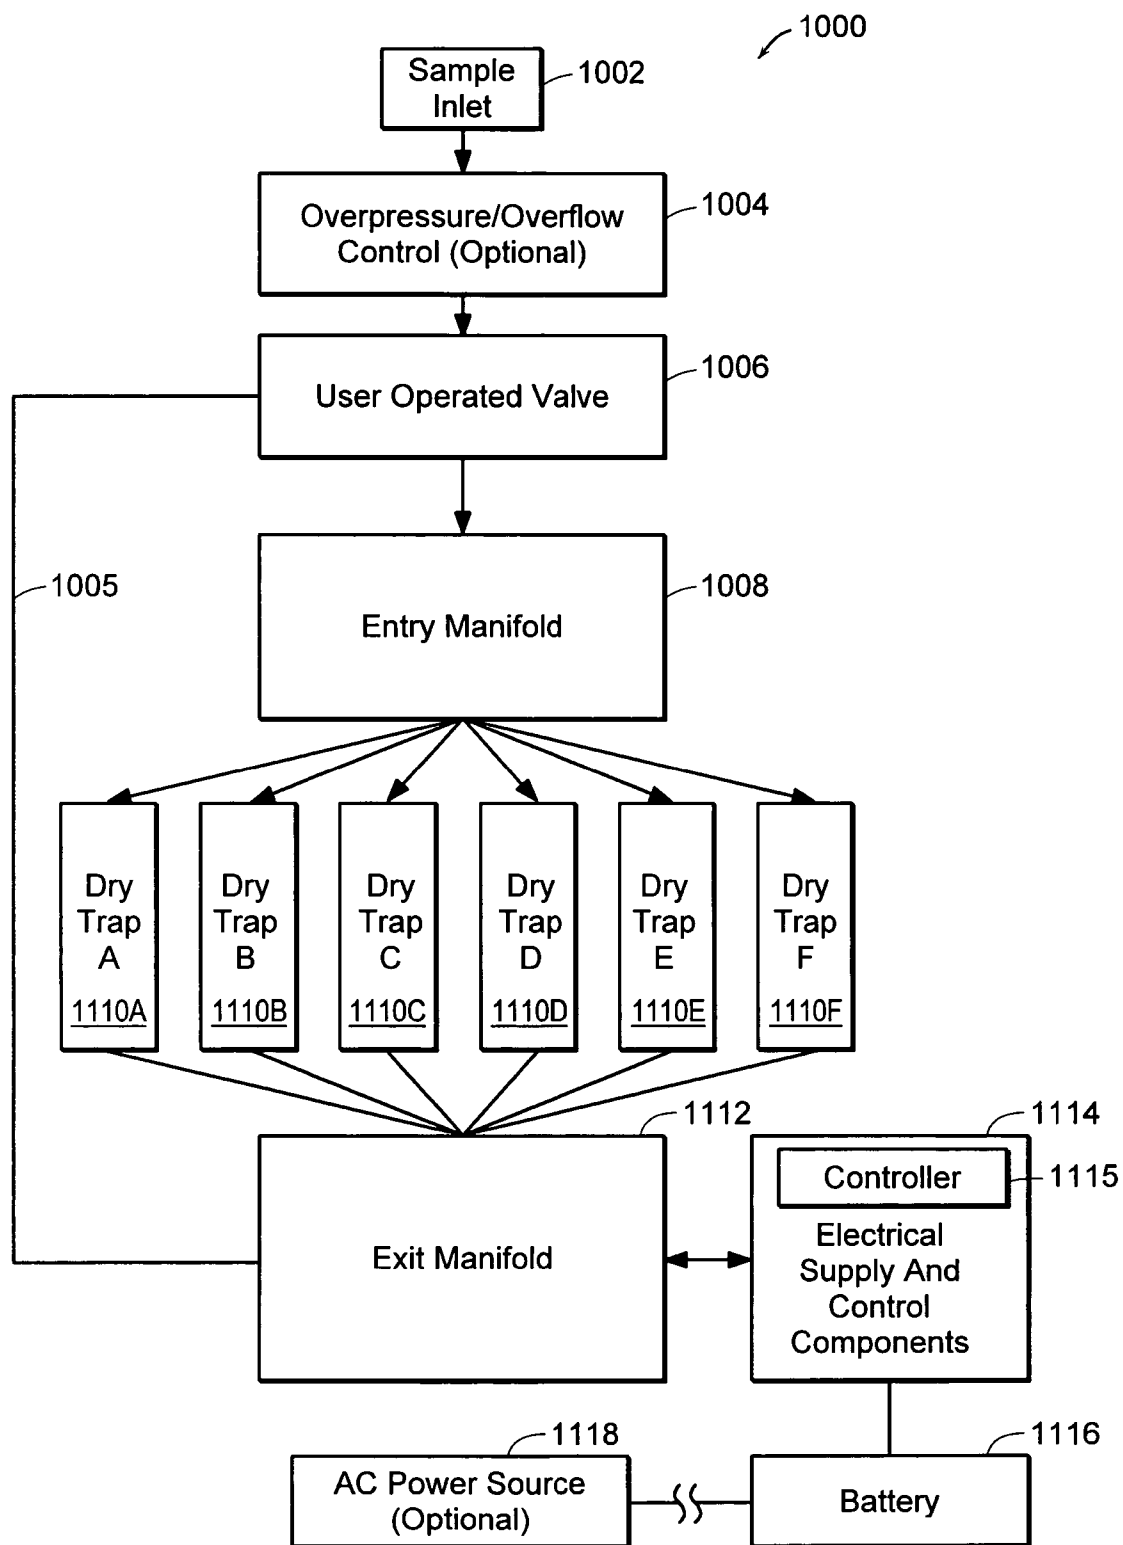 1000
Sample
Inlet
1002
Overpressure/Overflow
Control (Optional)
1004
User Operated Valve
1006
1005
Entry Manifold
1008
Dry
Trap
A
1110A
Dry
Trap
B
1110B
Dry
Trap
C
1110C
Dry
Trap
D
1110D
Dry
Trap
E
1110E
Dry
Trap
F
1110F
Exit Manifold
1112
1114
Controller
1115
Electrical
Supply And
Control
Components
1118
AC Power Source
(Optional)
1116
Battery